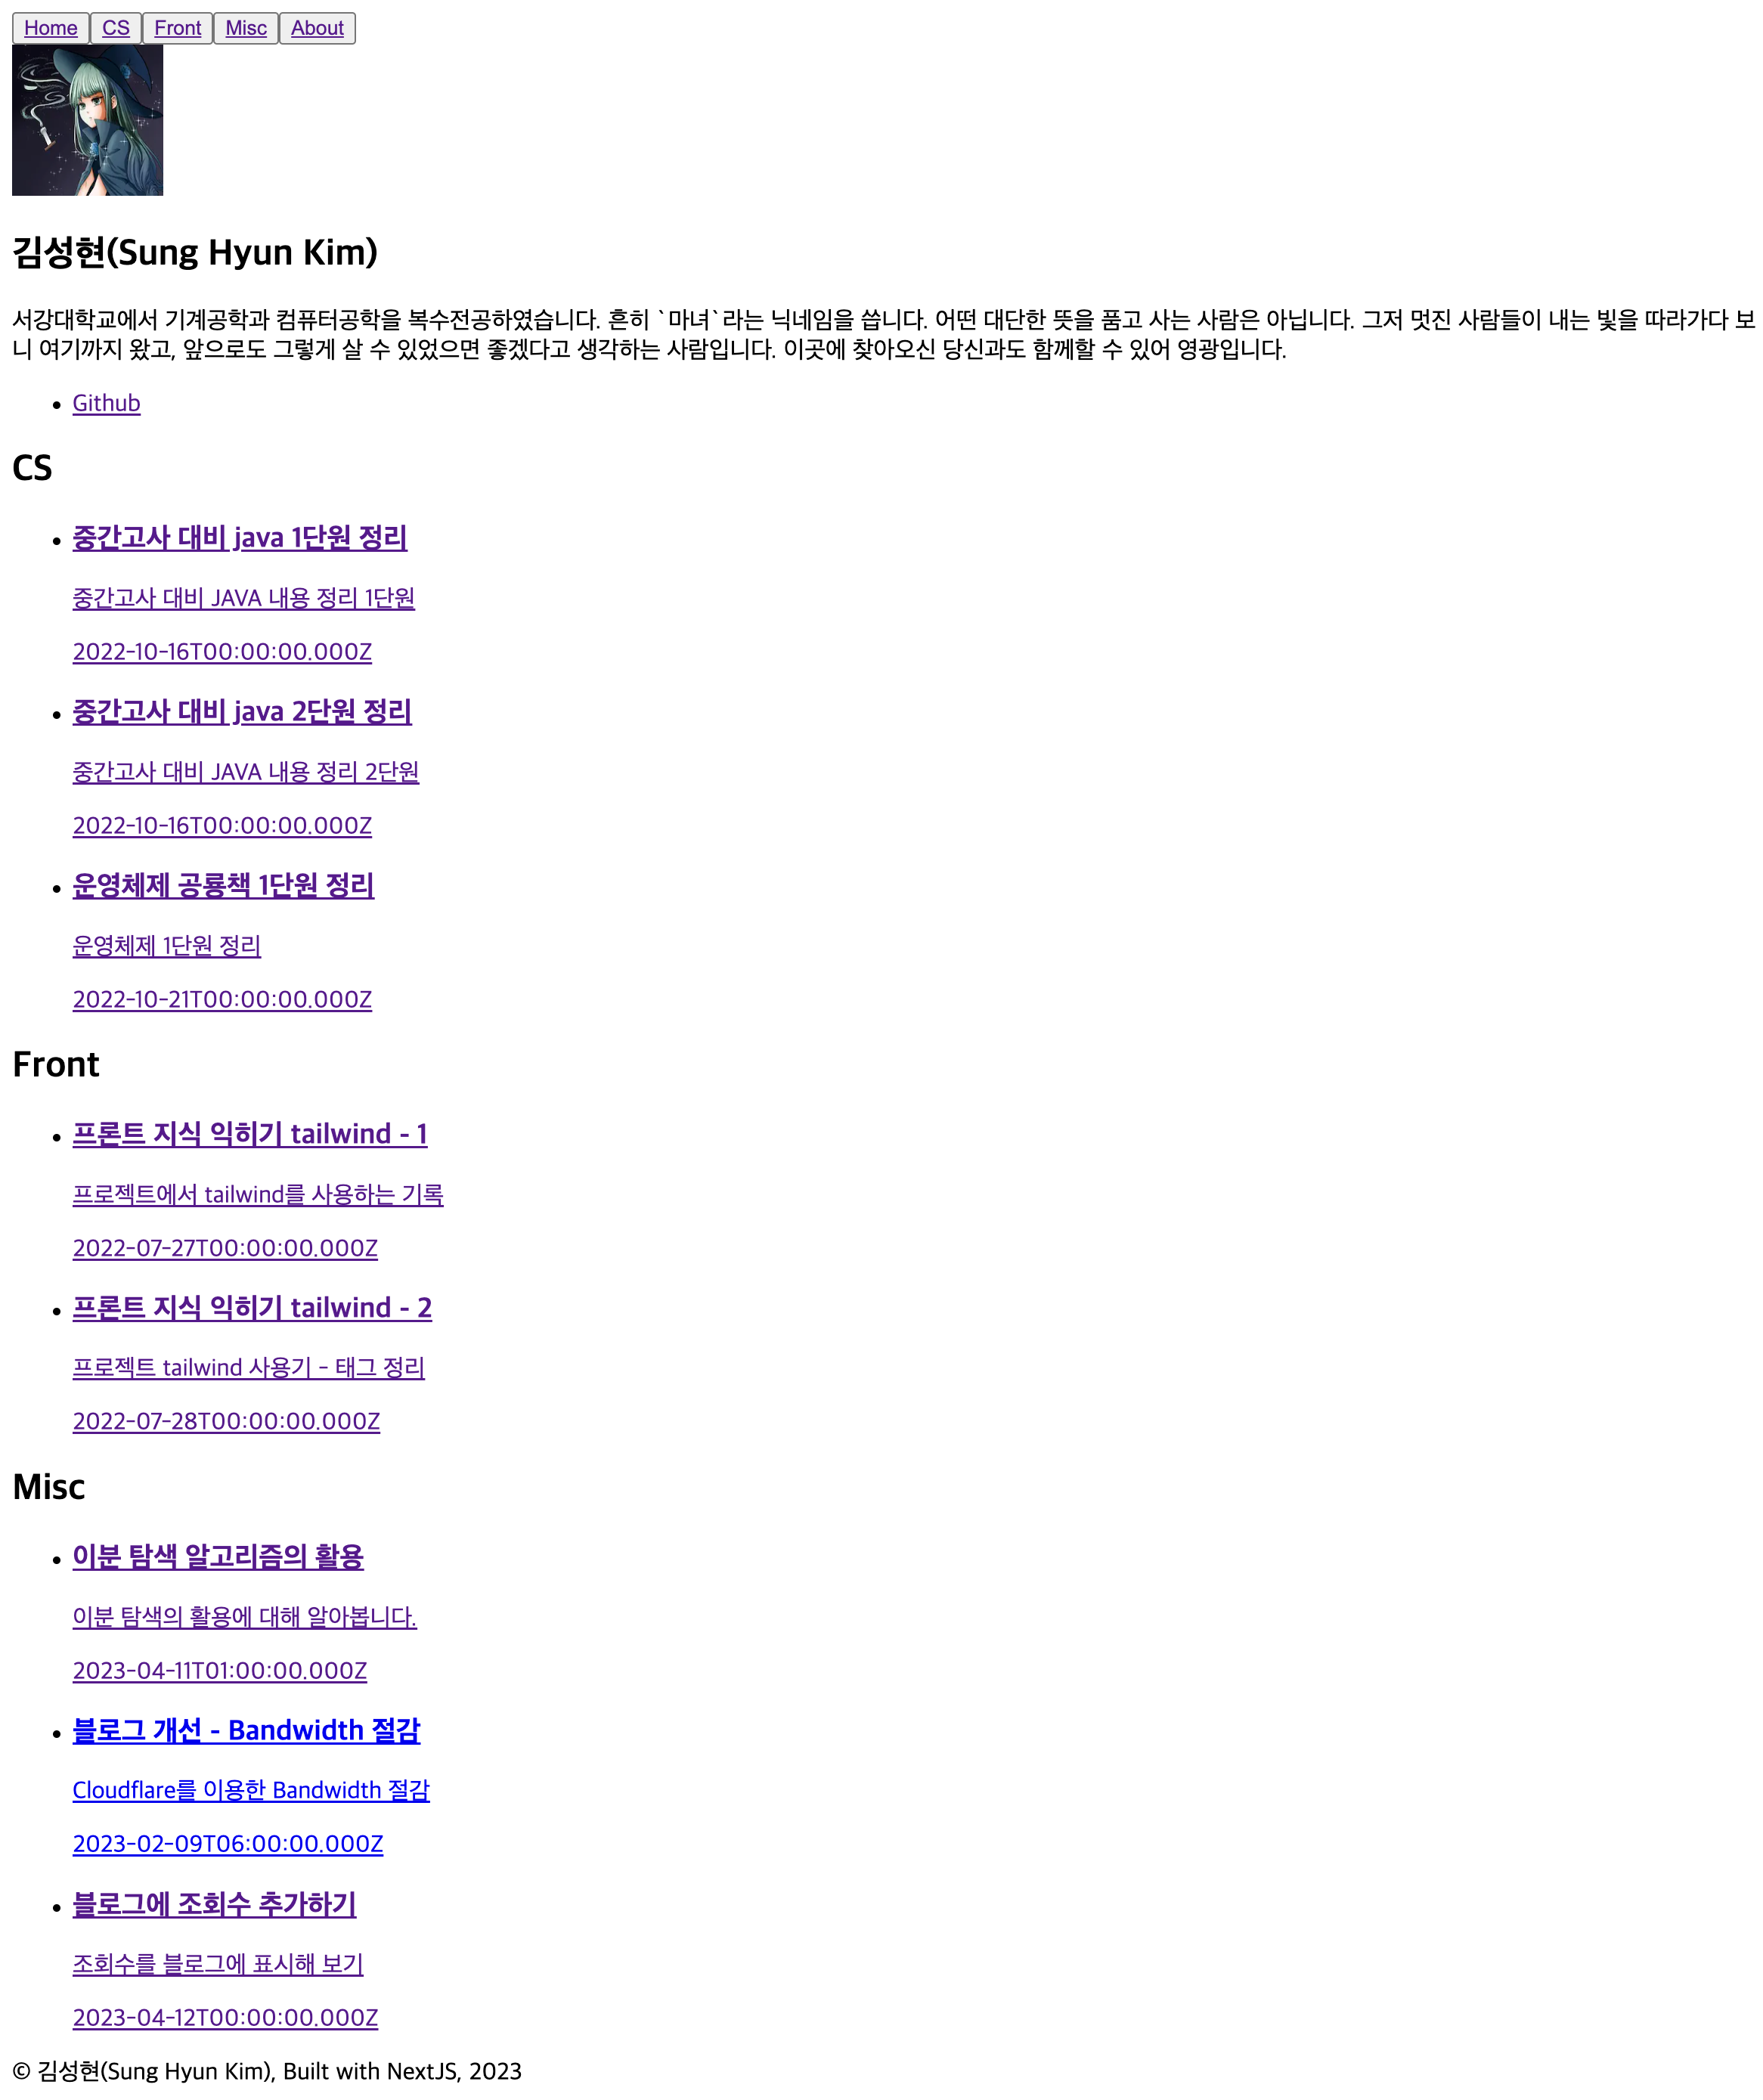 Home CS Front Misc About
김성현(Sung Hyun Kim)
서강대학교에서 기계공학과 컴퓨터공학을 복수전공하였습니다. 흔히 `마녀`라는 닉네임을 씁니다. 어떤 대단한 뜻을 품고 사는 사람은 아닙니다. 그저 멋진 사람들이 내는 빛을 따라가다 보
니 여기까지 왔고, 앞으로도 그렇게 살 수 있었으면 좋겠다고 생각하는 사람입니다. 이곳에 찾아오신 당신과도 함께할 수 있어 영광입니다.
Github
CS
중간고사 대비 java 1단원 정리
중간고사 대비 JAVA 내용 정리 1단원
2022-10-16T00:00:00.000Z
중간고사 대비 java 2단원 정리
중간고사 대비 JAVA 내용 정리 2단원
2022-10-16T00:00:00.000Z
운영체제 공룡책 1단원 정리
운영체제 1단원 정리
2022-10-21T00:00:00.000Z
Front
프론트 지식 익히기 tailwind - 1
프로젝트에서 tailwind를 사용하는 기록
2022-07-27T00:00:00.000Z
프론트 지식 익히기 tailwind - 2
프로젝트 tailwind 사용기 - 태그 정리
2022-07-28T00:00:00.000Z
Misc
이분 탐색 알고리즘의 활용
이분 탐색의 활용에 대해 알아봅니다.
2023-04-11T01:00:00.000Z
블로그 개선 - Bandwidth 절감
Cloudflare를 이용한 Bandwidth 절감
2023-02-09T06:00:00.000Z
블로그에 조회수 추가하기
조회수를 블로그에 표시해 보기
2023-04-12T00:00:00.000Z
© 김성현(Sung Hyun Kim), Built with NextJS, 2023